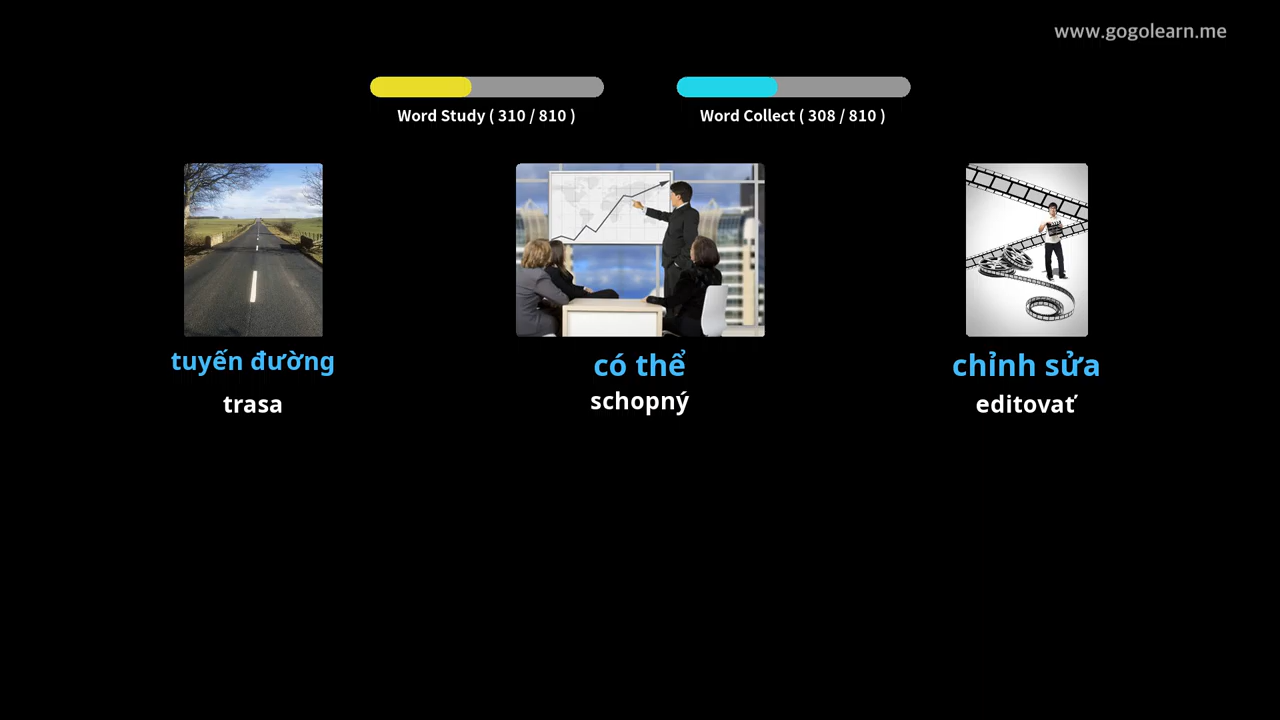 www.gogolearn.me
Word Study ( 310 / 810 )
Word Collect ( 308 / 810 )
tuyến đường
có thể
chỉnh sửa
trasa
schopný
editovať